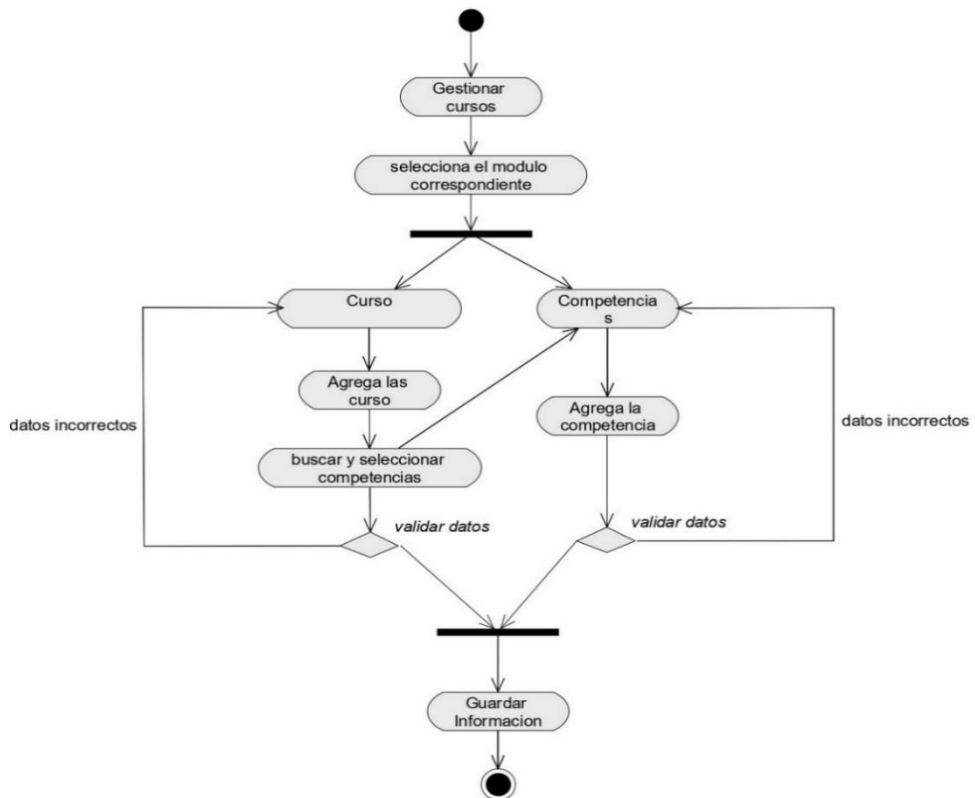 Gestionar
cursos
selecciona el modulo
correspondiente
Curso
Competencia
s
Agrega las
curso
Agrega la
competencia
datos incorrectos
datos incorrectos
buscar y seleccionar
competencias
validar datos
validar datos
Guardar
Informacion